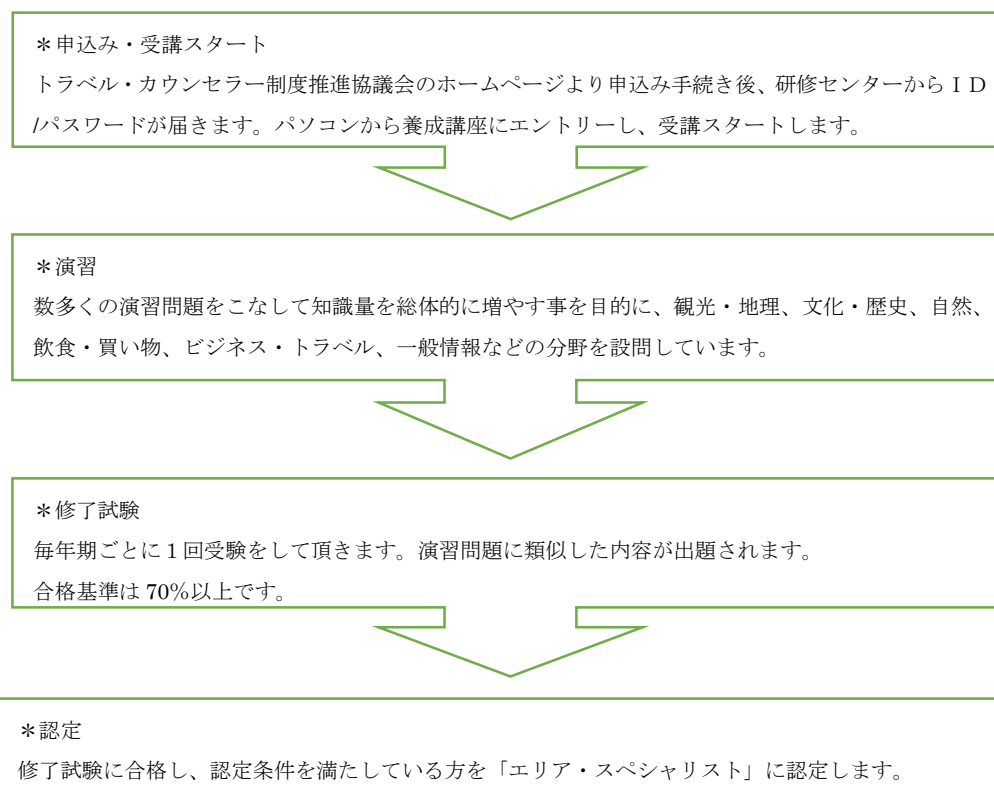 ＊申込み・受講スタート
トラベル・カウンセラー制度推進協議会のホームページより申込み手続き後、研修センターからＩＤ
/パスワードが届きます。パソコンから養成講座にエントリーし、受講スタートします。
＊演習
数多くの演習問題をこなして知識量を総体的に増やす事を目的に、観光・地理、文化・歴史、自然、
飲食・買い物、ビジネス・トラベル、一般情報などの分野を設問しています。
＊修了試験
毎年期ごとに１回受験をして頂きます。演習問題に類似した内容が出題されます。
合格基準は 70％以上です。
＊認定
修了試験に合格し、認定条件を満たしている方を「エリア・スペシャリスト」に認定します。